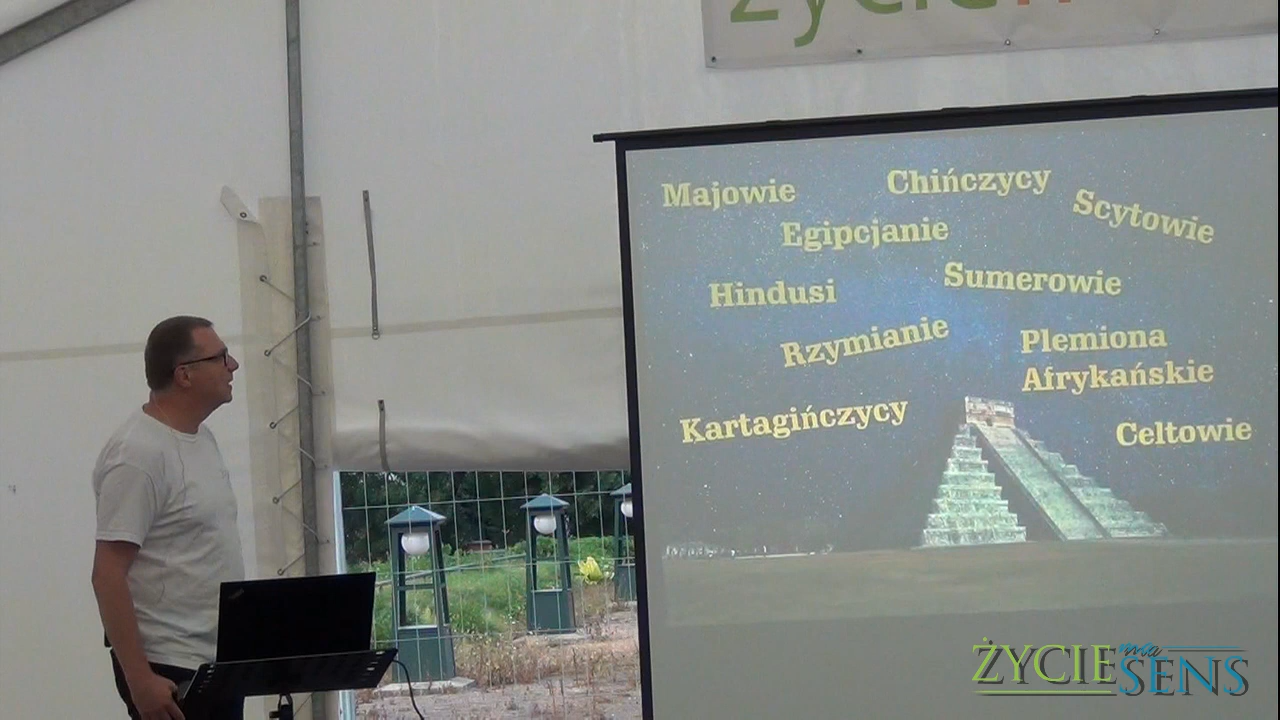 Majowie
Chińczycy
Scytowie
Egipcjanie
Hindusi
Sumerowie
Rzymianie
Plemiona
Afrykańskie
Kartagińczycy
Celtowie
ŻYCIE ma SENS